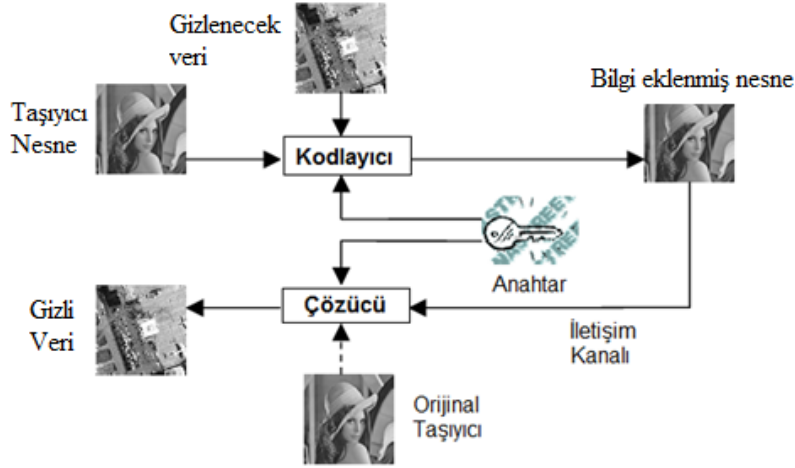 Gizlenecek
veri
Bilgi eklenmiş nesne
Taşıyıcı
Nesne
Kodlayıcı
Anahtar
Gizli
Veri
Çözücü
İletişim
Kanalı
Orijinal
Taşıyıcı